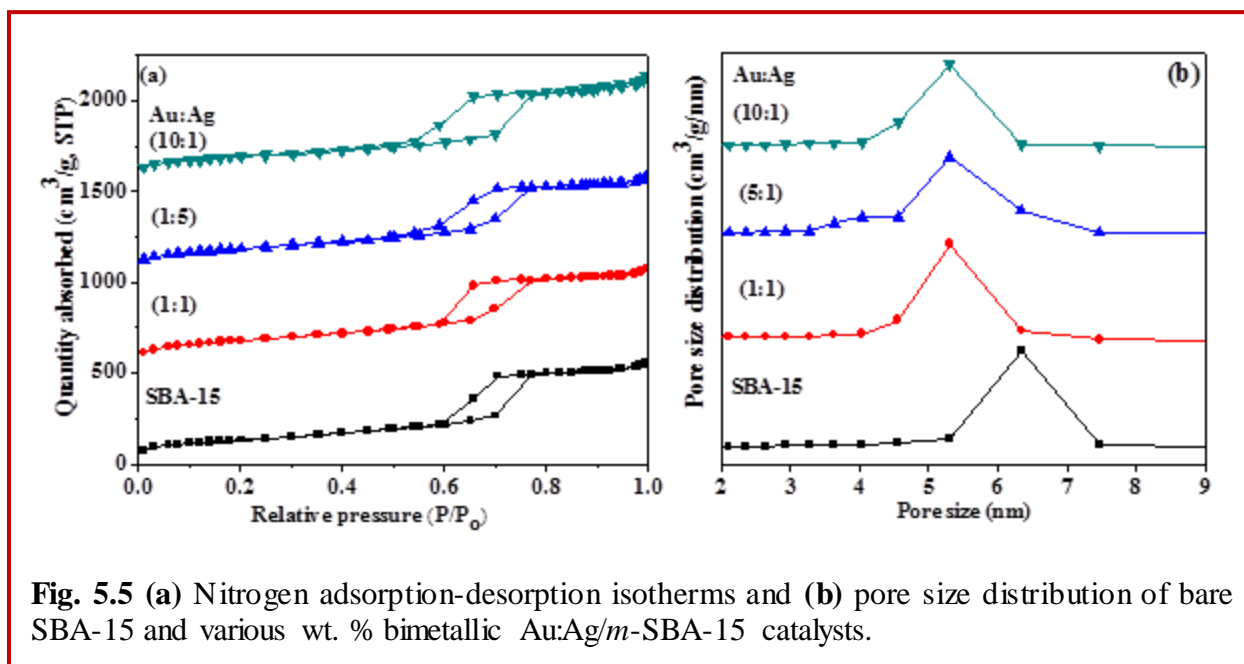 (a)
Au:Ag
(10:1)
(1:5)
(1:1)
SBA-15
Quantity absorbed (cm³/g, STP)
2000
1500
1000
500
0
0.0 0.2 0.4 0.6 0.8 1.0
Relative pressure (P/Pₒ)
(b)
Au:Ag
(10:1)
(5:1)
(1:1)
SBA-15
Pore size distribution (cm³/g/nm)
2 3 4 5 6 7 8 9
Pore size (nm)
Fig. 5.5 (a) Nitrogen adsorption-desorption isotherms and (b) pore size distribution of bare
SBA-15 and various wt. % bimetallic Au:Ag/m-SBA-15 catalysts.